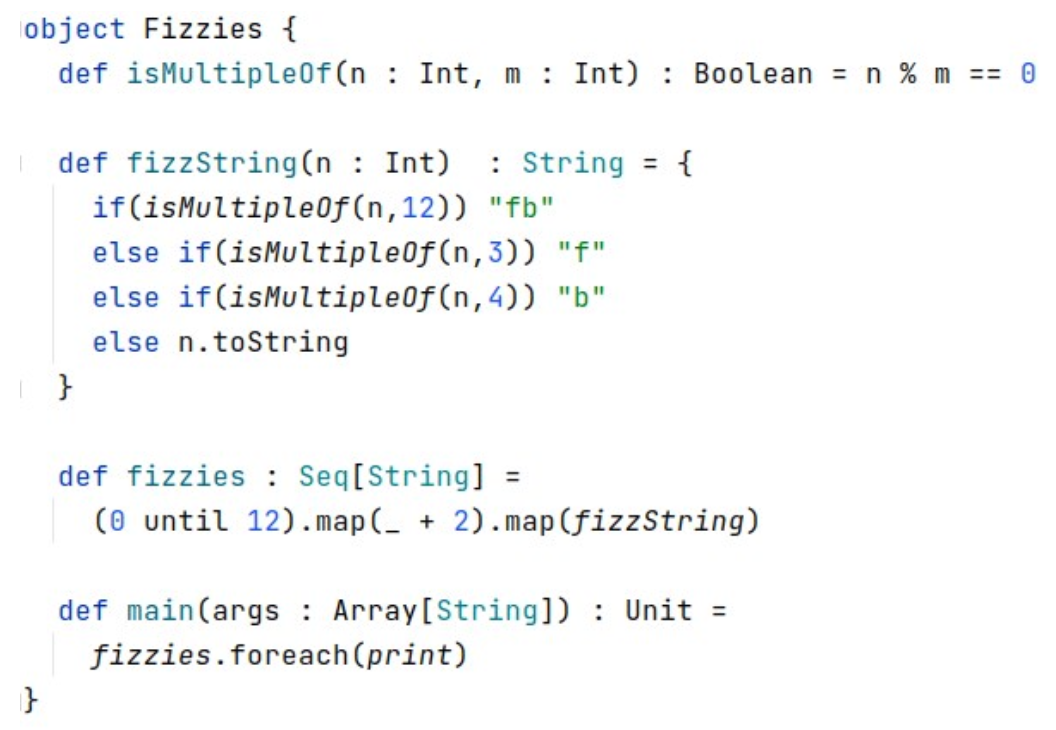 object Fizzies {
  def isMultipleOf(n : Int, m : Int) : Boolean = n % m == 0
  def fizzString(n : Int)  : String = {
    if(isMultipleOf(n,12)) "fb"
    else if(isMultipleOf(n,3)) "f"
    else if(isMultipleOf(n,4)) "b"
    else n.toString
  }
  def fizzies : Seq[String] =
    (0 until 12).map(_ + 2).map(fizzString)
  def main(args : Array[String]) : Unit =
    fizzies.foreach(print)
}